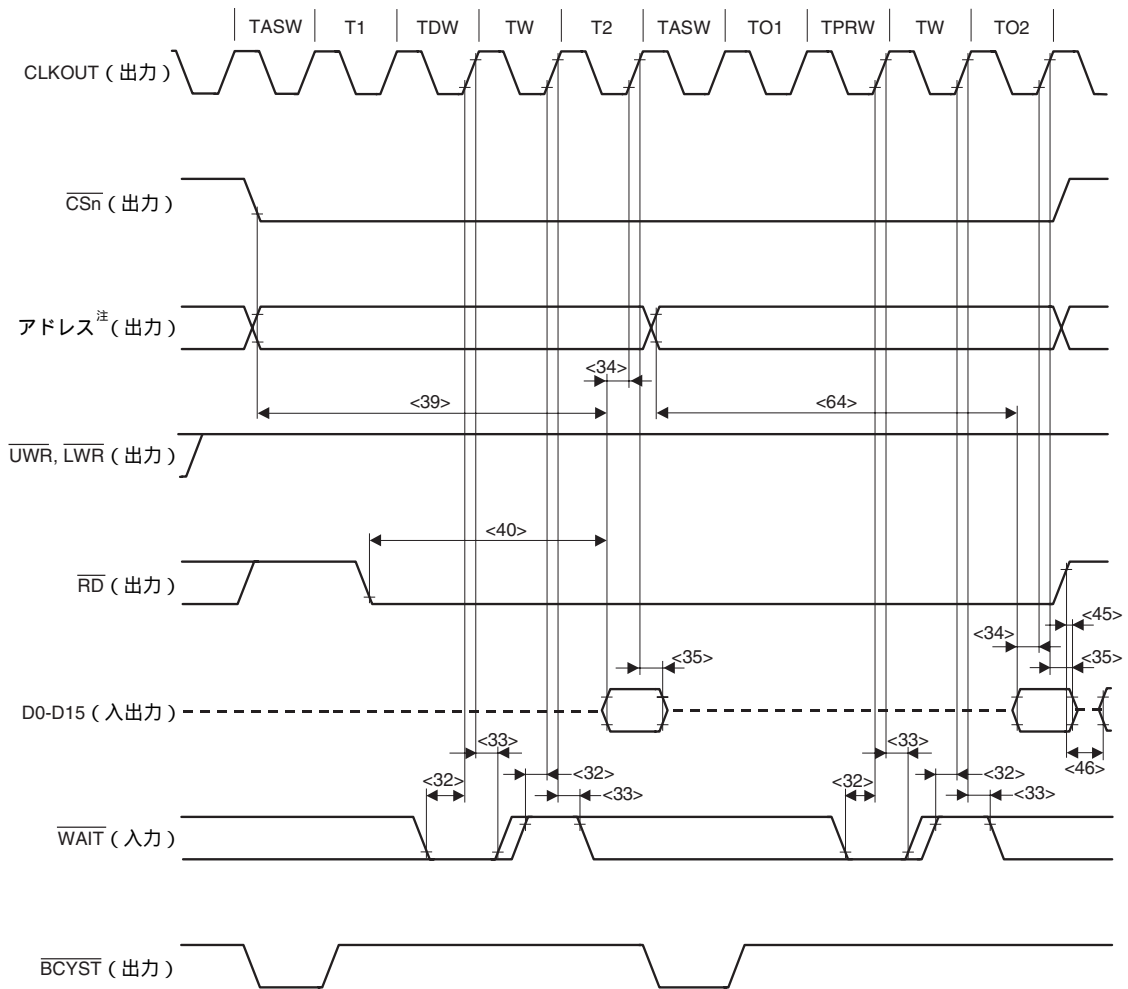 TASW T1 TDW TW T2 TASW TO1 TPRW TW TO2
CLKOUT(出力)
CSn(出力)
アドレス注(出力)
<34>
<39> <64>
UWR, LWR(出力)
<40>
RD(出力)
<45>
<34>
<35> <35>
D0-D15(入出力)
<33> <33>
<46>
<32> <32> <32> <32>
<33> <33>
WAIT(入力)
BCYST(出力)